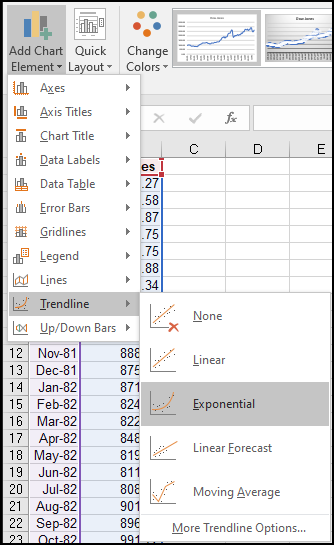 Add Chart Element
Quick Layout
Change Colors
Axes
Axis Titles
Chart Title
Data Labels
Data Table
Error Bars
Gridlines
Legend
Lines
Trendline
Up/Down Bars
None
Linear
Exponential
Linear Forecast
Moving Average
More Trendline Options...
fx
C D E
es
.27
.58
.87
.75
.75
.88
.34
12 Nov-81 888
13 Dec-81 875
14 Jan-82 871
15 Feb-82 824
16 Mar-82 822
17 Apr-82 848
18 May-82 819
19 Jun-82 811
20 Jul-82 808
21 Aug-82 901
22 Sep-82 896
23 Oct-82 991